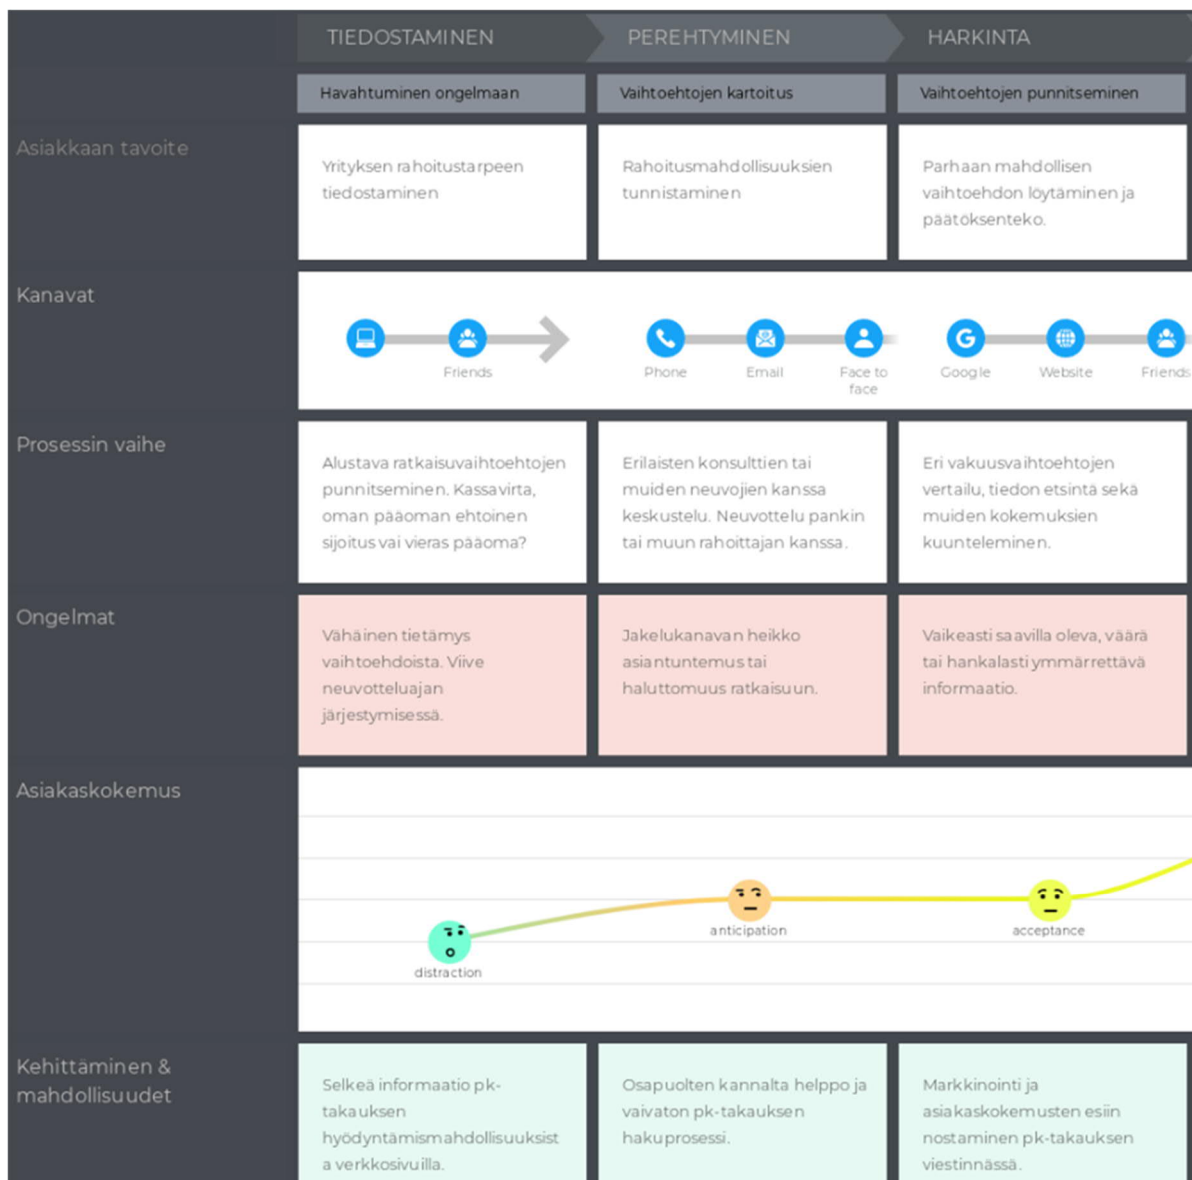 TIEDOSTAMINEN
PEREHTYMINEN
HARKINTA
Havahtuminen ongelmaan
Vaihtoehtojen kartoitus
Vaihtoehtojen punnitseminen
Asiakkaan tavoite
Yrityksen rahoitustarpeen
tiedostaminen
Rahoitusmahdollisuuksien
tunnistaminen
Parhaan mahdollisen
vaihtoehdon löytäminen ja
päätöksenteko.
Kanavat
Friends
Phone
Email
Face to
face
Google
Website
Friends
Prosessin vaihe
Alustava ratkaisuvaihtoehtojen
punnitseminen. Kassavirta,
oman pääoman ehtoinen
sijoitus vai vieras pääoma?
Erilaisten konsulttien tai
muiden neuvojien kanssa
keskustelu. Neuvottelu pankin
tai muun rahoittajan kanssa.
Eri vakuusvaihtoehtojen
vertailu, tiedon etsintä sekä
muiden kokemuksien
kuunteleminen.
Ongelmat
Vähäinen tietämys
vaihtoehdoista. Viive
neuvotteluajan
järjestymisessä.
Jakelukanavan heikko
asiantuntemus tai
haluttomuus ratkaisuun.
Vaikeasti saavilla oleva, väärä
tai hankalasti ymmärrettävä
informaatio.
Asiakaskokemus
distraction
anticipation
acceptance
Kehittäminen &
mahdollisuudet
Selkeä informaatio pk-
takauksen
hyödyntämismahdollisuuksist
a verkkosivuilla.
Osapuolten kannalta helppo ja
vaivaton pk-takauksen
hakuprosessi.
Markkinointi ja
asiakaskokemusten esiin
nostaminen pk-takauksen
viestinnässä.